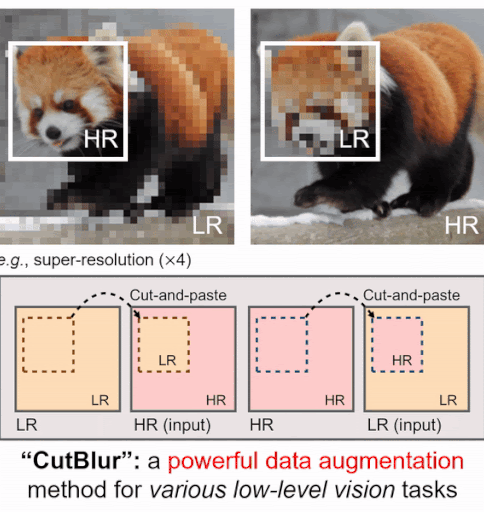 HR
LR
LR
HR
e.g., super-resolution (×4)
Cut-and-paste
Cut-and-paste
LR
HR
LR
HR
HR
LR
LR
HR (input)
HR
LR (input)
“CutBlur”: a powerful data augmentation
method for various low-level vision tasks